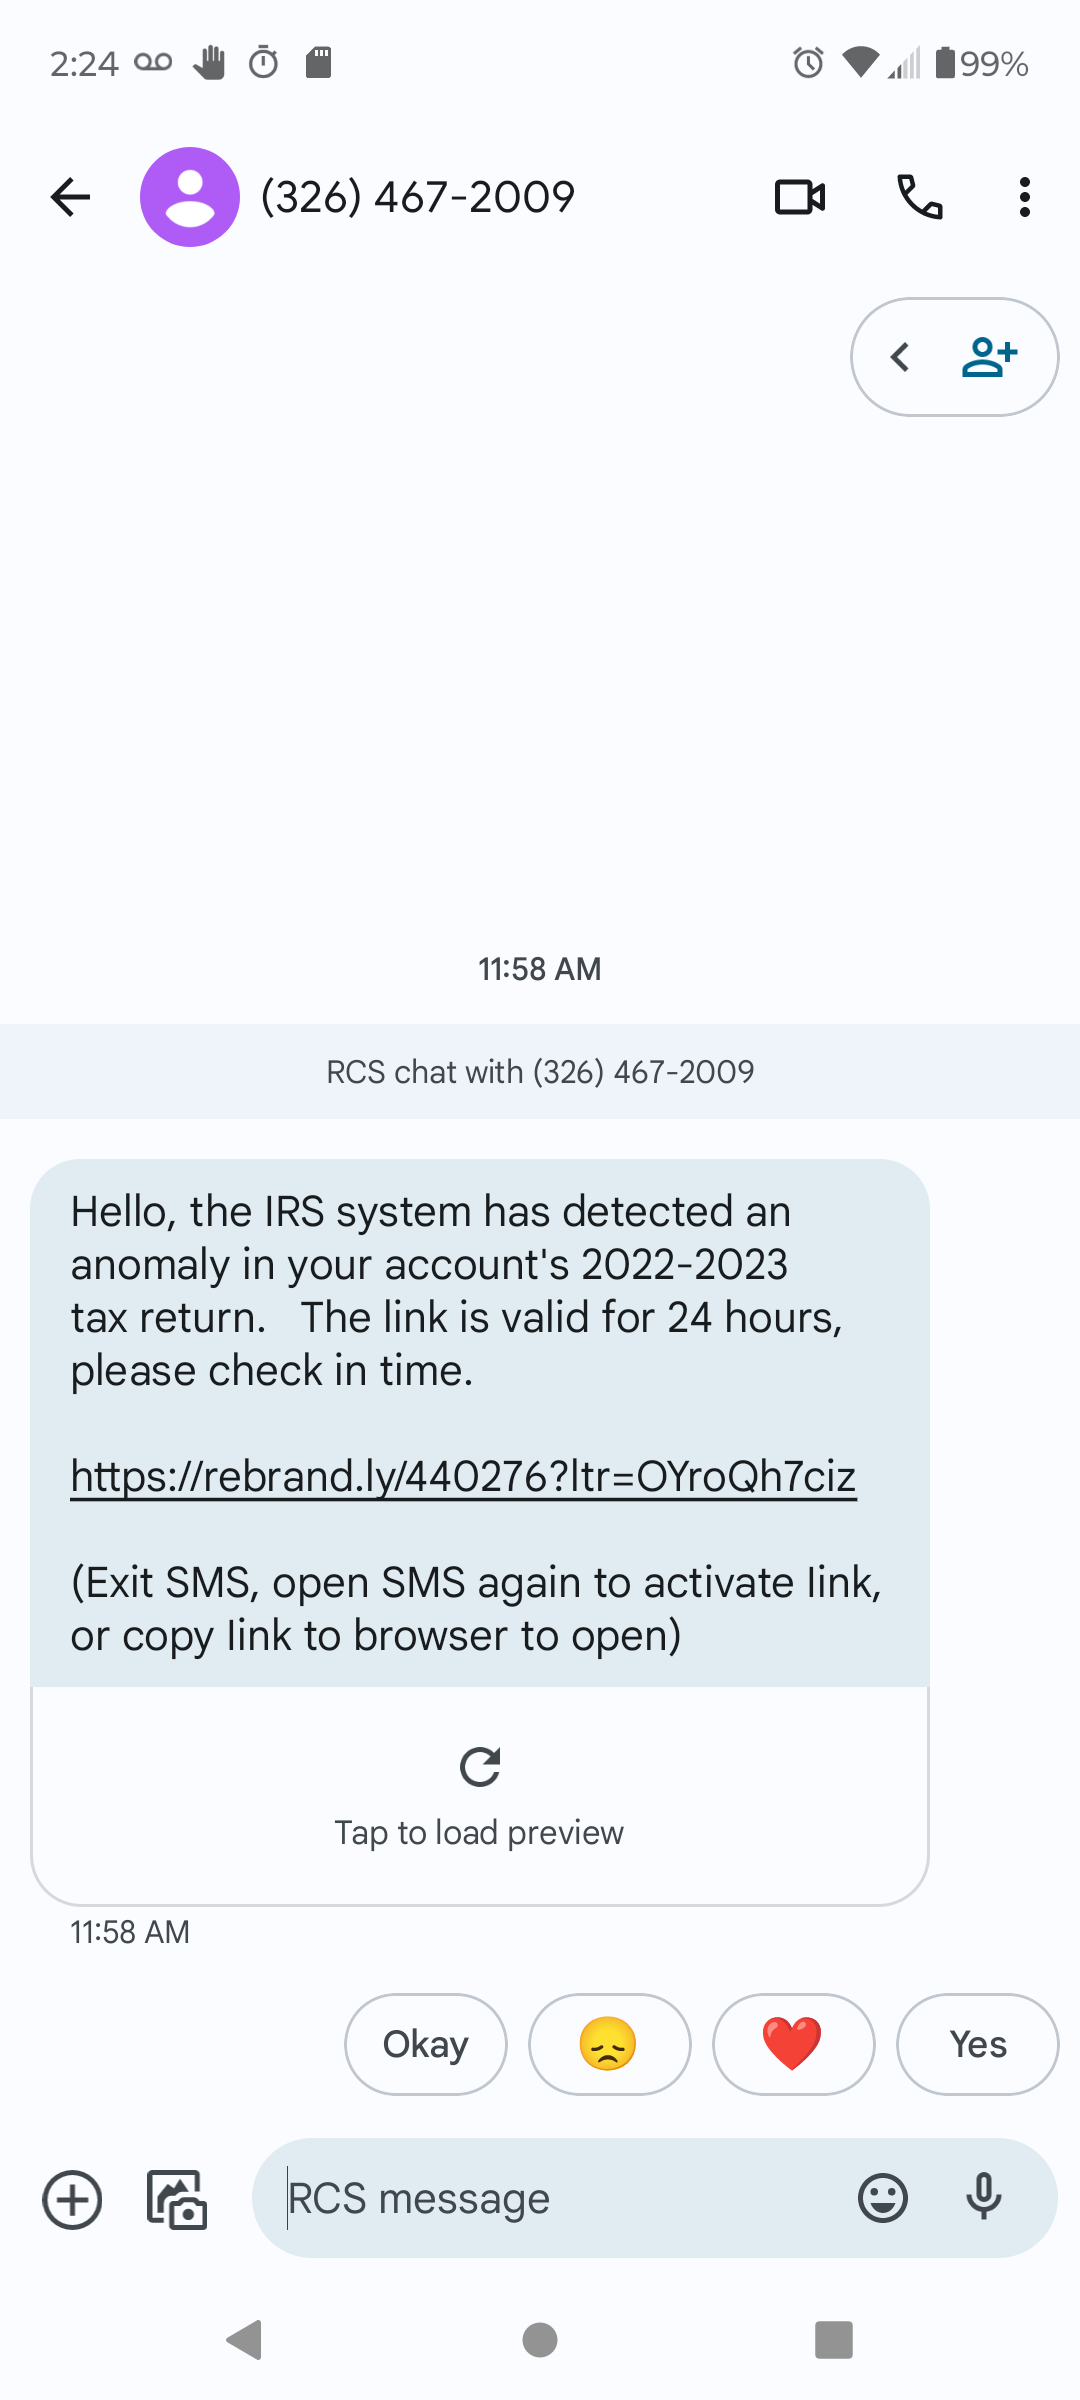 2:24 99%
(326) 467-2009
11:58 AM
RCS chat with (326) 467-2009
Hello, the IRS system has detected an
anomaly in your account's 2022-2023
tax return.   The link is valid for 24 hours,
please check in time.
https://rebrand.ly/440276?ltr=OYroQh7ciz
(Exit SMS, open SMS again to activate link,
or copy link to browser to open)
Tap to load preview
11:58 AM
Okay Yes
RCS message